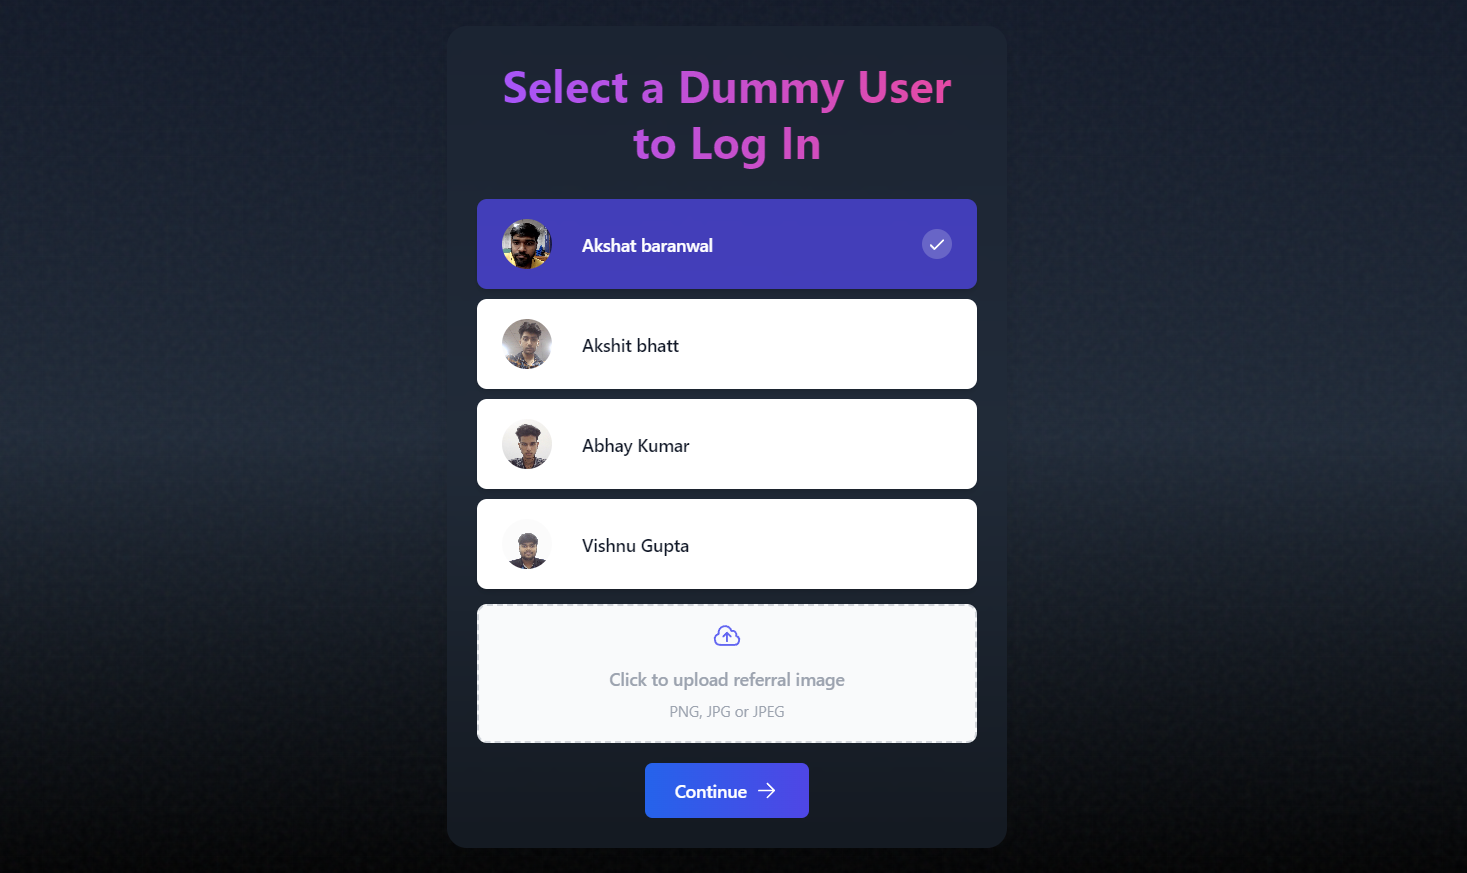 Select a Dummy User
to Log In
Akshat baranwal
Akshit bhatt
Abhay Kumar
Vishnu Gupta
Click to upload referral image
PNG, JPG or JPEG
Continue